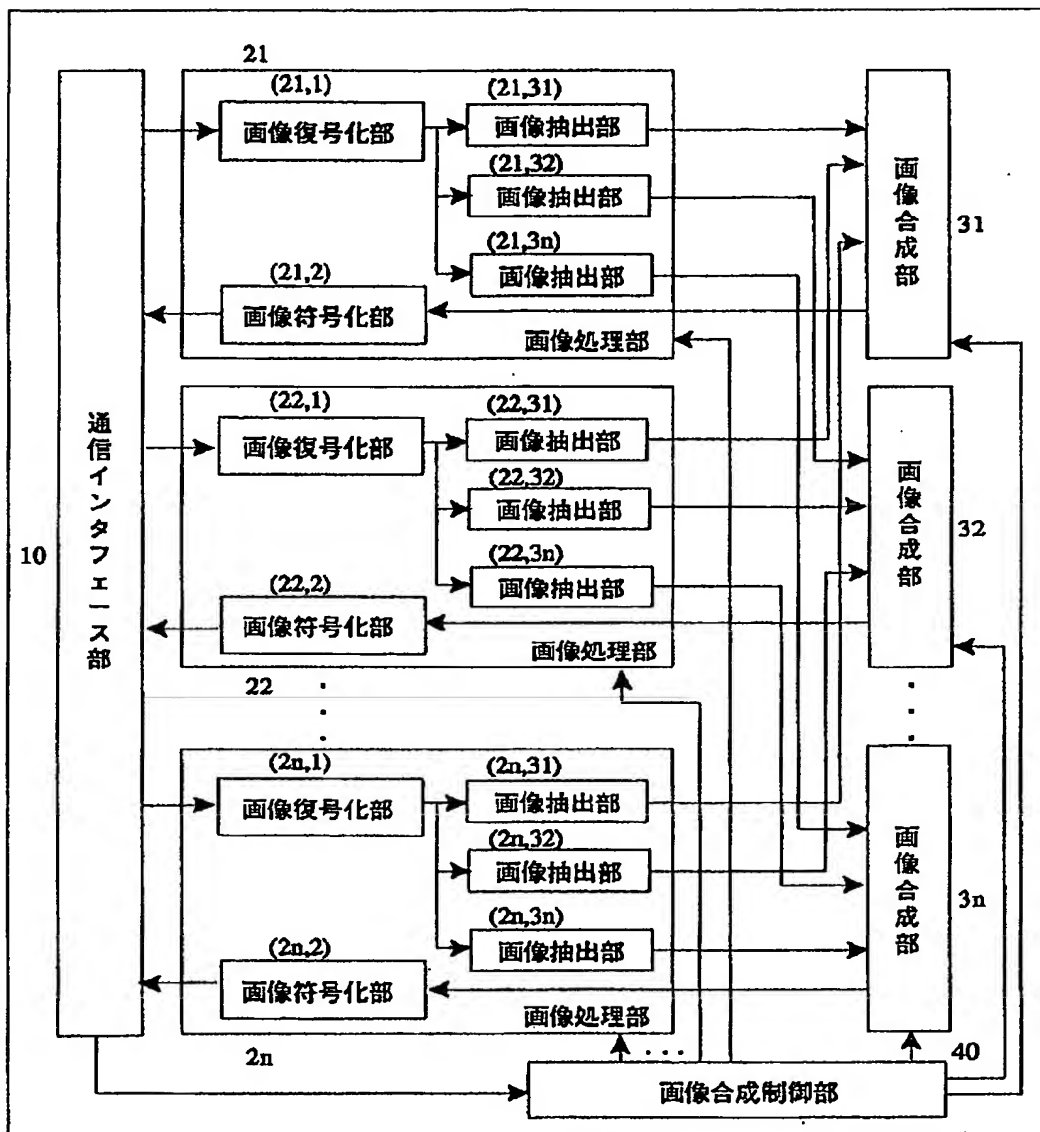 21
(21,1)
画像復号化部
(21,31)
画像抽出部
(21,32)
画像抽出部
(21,3n)
画像抽出部
(21,2)
画像符号化部
画像処理部
画像合成部
31
(22,1)
画像復号化部
(22,31)
画像抽出部
(22,32)
画像抽出部
(22,3n)
画像抽出部
(22,2)
画像符号化部
画像処理部
22
画像合成部
32
10
通信インタフェース部
(2n,1)
画像復号化部
(2n,31)
画像抽出部
(2n,32)
画像抽出部
(2n,3n)
画像抽出部
(2n,2)
画像符号化部
画像処理部
2n
画像合成部
3n
40
画像合成制御部